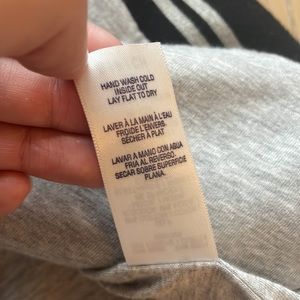 HAND WASH COLD
INSIDE OUT
LAY FLAT TO DRY
LAVER À LA MAIN À L'EAU
FROIDE L'ENVERS.
SÉCHER À PLAT
LAVAR A MANO CON AGUA
FRIA AL REVERSO.
SECAR SOBRE SUPERFICIE
PLANA.